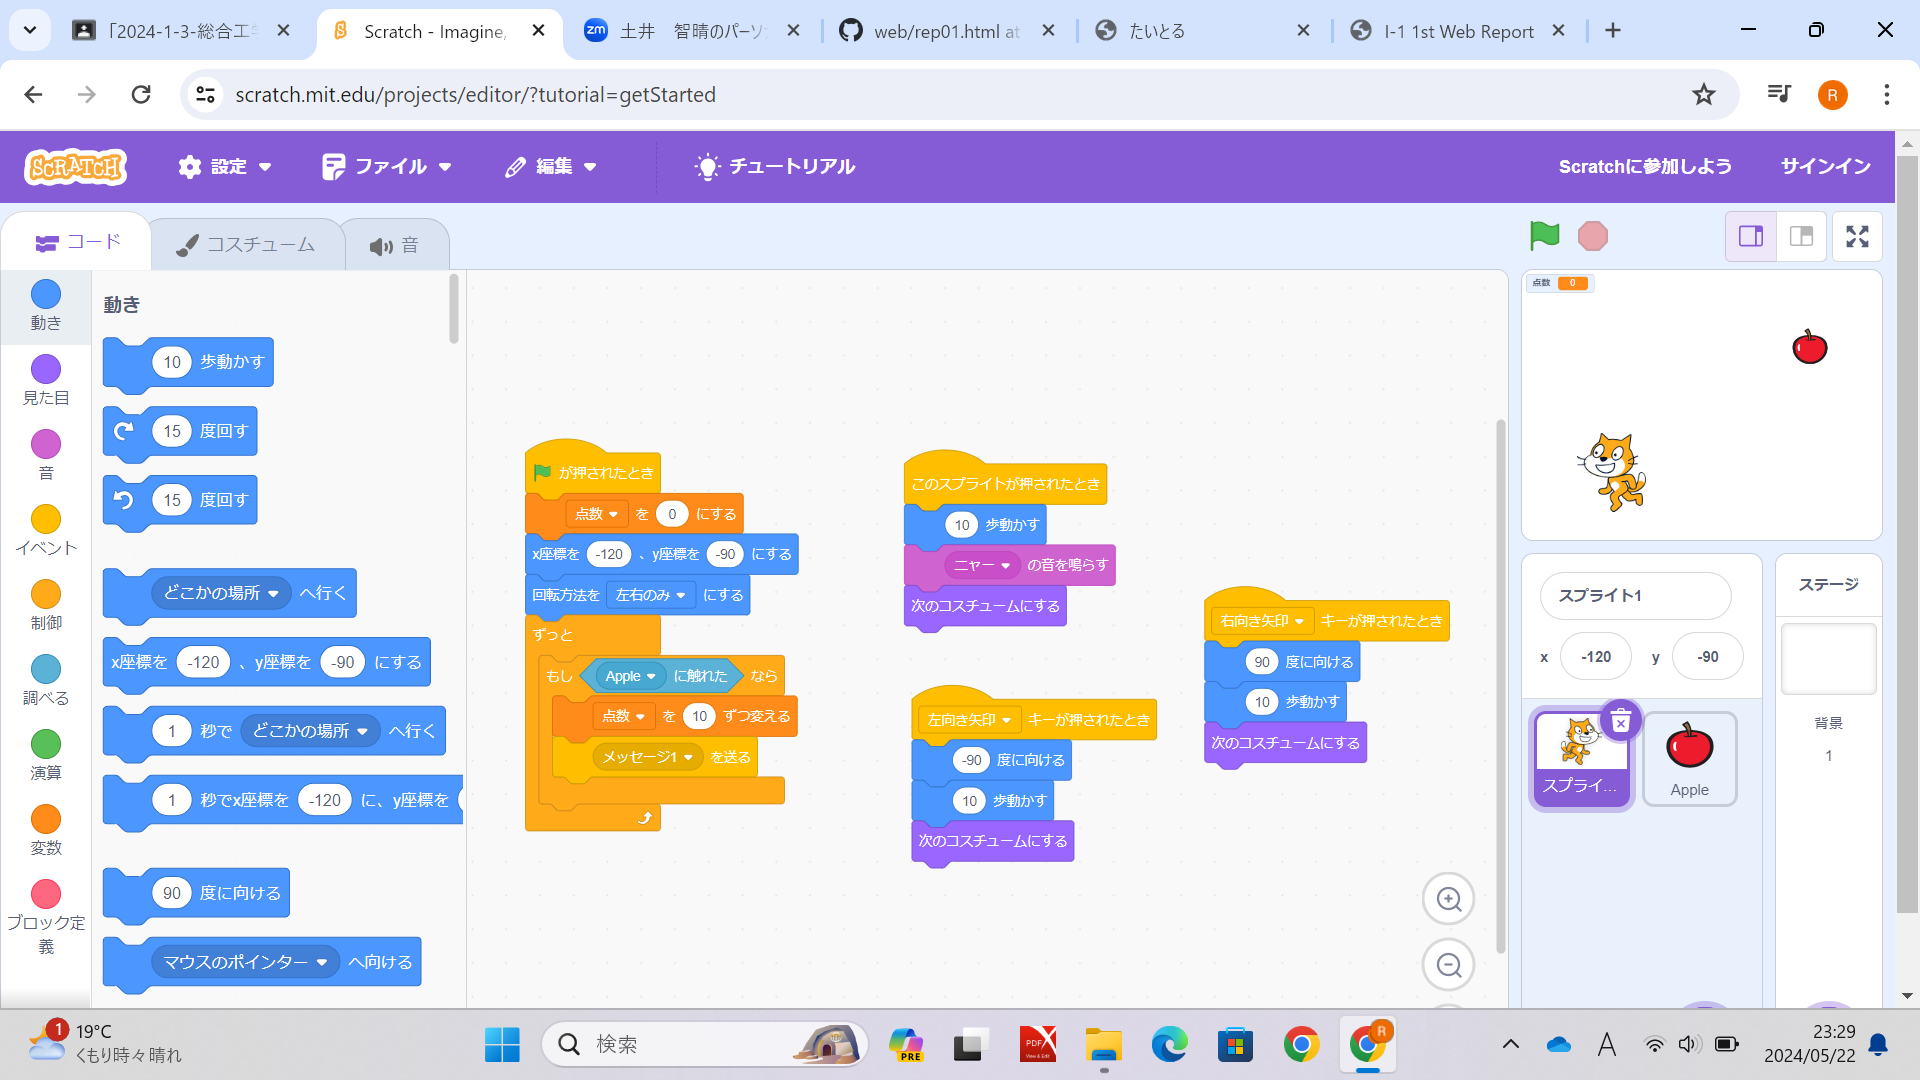 「2024-1-3-総合工学
Scratch - Imagine,
zm
土井　智晴のパーソナ
web/rep01.html at
たいとる
I-1 1st Web Report
scratch.mit.edu/projects/editor/?tutorial=getStarted
R
SCRATCH
設定
ファイル
編集
チュートリアル
Scratchに参加しよう
サインイン
コード
コスチューム
音
動き
見た目
音
イベント
制御
調べる
演算
変数
ブロック定
義
動き
10 歩動かす
15 度回す
15 度回す
どこかの場所 へ行く
x座標を -120 、y座標を -90 にする
1 秒で どこかの場所 へ行く
1 秒でx座標を -120 に、y座標を
90 度に向ける
マウスのポインター へ向ける
が押されたとき
点数 を 0 にする
x座標を -120 、y座標を -90 にする
回転方法を 左右のみ にする
ずっと
もし Apple に触れた なら
点数 を 10 ずつ変える
メッセージ1 を送る
このスプライトが押されたとき
10 歩動かす
ニャー の音を鳴らす
次のコスチュームにする
左向き矢印 キーが押されたとき
-90 度に向ける
10 歩動かす
次のコスチュームにする
右向き矢印 キーが押されたとき
90 度に向ける
10 歩動かす
次のコスチュームにする
点数 0
スプライト1
x -120 y -90
スプライ...
Apple
ステージ
背景
1
1
19°C
くもり時々晴れ
検索
PRE
PDF
View & Edit
R
A
23:29
2024/05/22